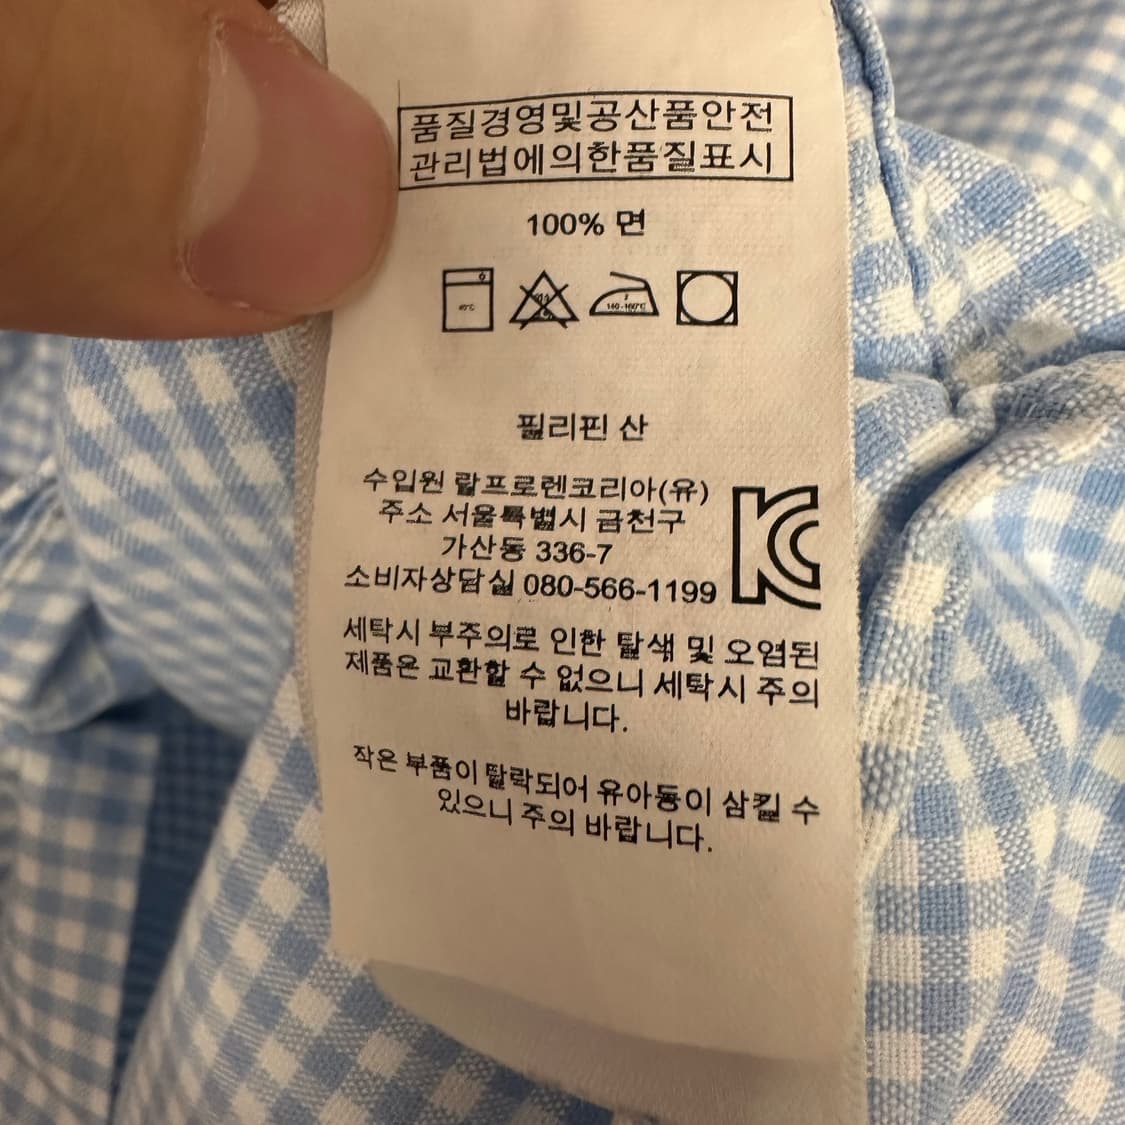 품질경영및공산품안전
관리법에의한품질표시
100% 면
40°C
필리핀 산
수입원 랄프로렌코리아(유)
주소 서울특별시 금천구
가산동 336-7
소비자상담실 080-566-1199
KC
세탁시 부주의로 인한 탈색 및 오염된
제품은 교환할 수 없으니 세탁시 주의
바랍니다.
작은 부품이 탈락되어 유아동이 삼킬 수
있으니 주의 바랍니다.